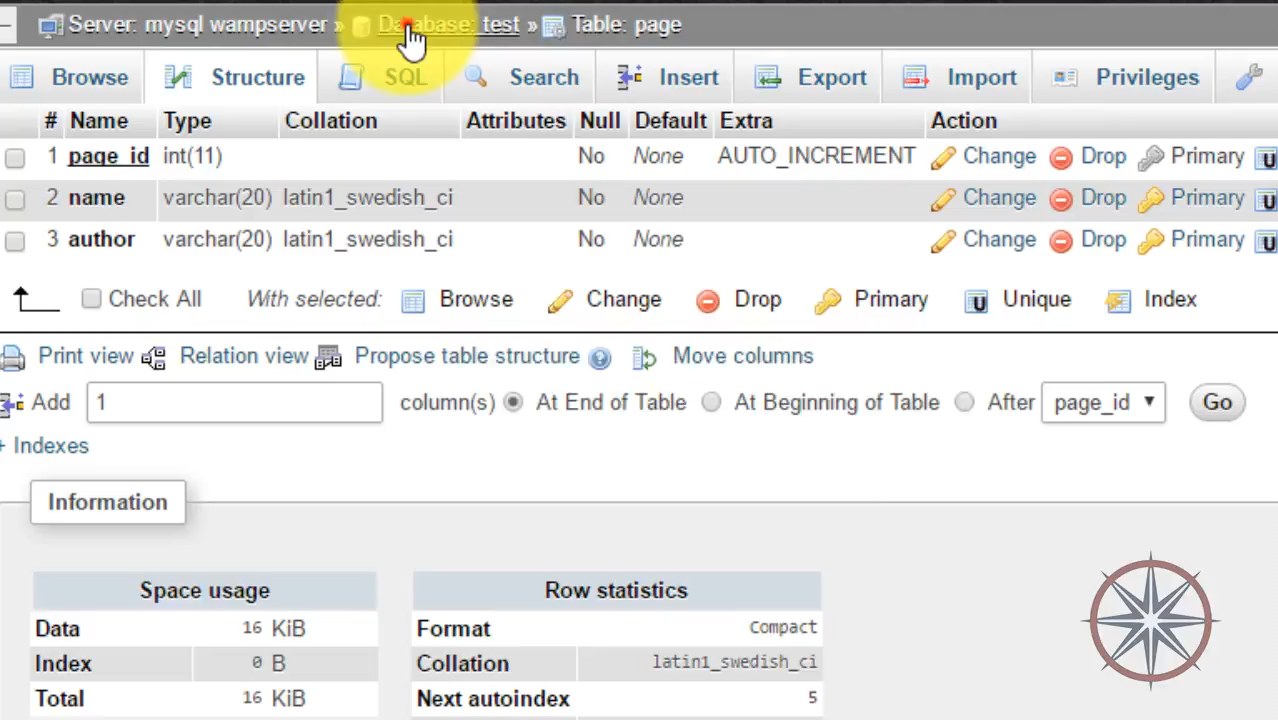 Server: mysql wampserver » Database: test » Table: page
Browse Structure SQL Search Insert Export Import Privileges
# Name Type Collation Attributes Null Default Extra Action
1 page_id int(11) No None AUTO_INCREMENT Change Drop Primary U
2 name varchar(20) latin1_swedish_ci No None Change Drop Primary U
3 author varchar(20) latin1_swedish_ci No None Change Drop Primary U
Check All With selected: Browse Change Drop Primary U Unique Index
Print view Relation view Propose table structure ? Move columns
Add 1 column(s) At End of Table At Beginning of Table After page_id ▼ Go
+ Indexes
Information
Space usage Row statistics
Data 16 KiB Format Compact
Index 0 B Collation latin1_swedish_ci
Total 16 KiB Next autoindex 5